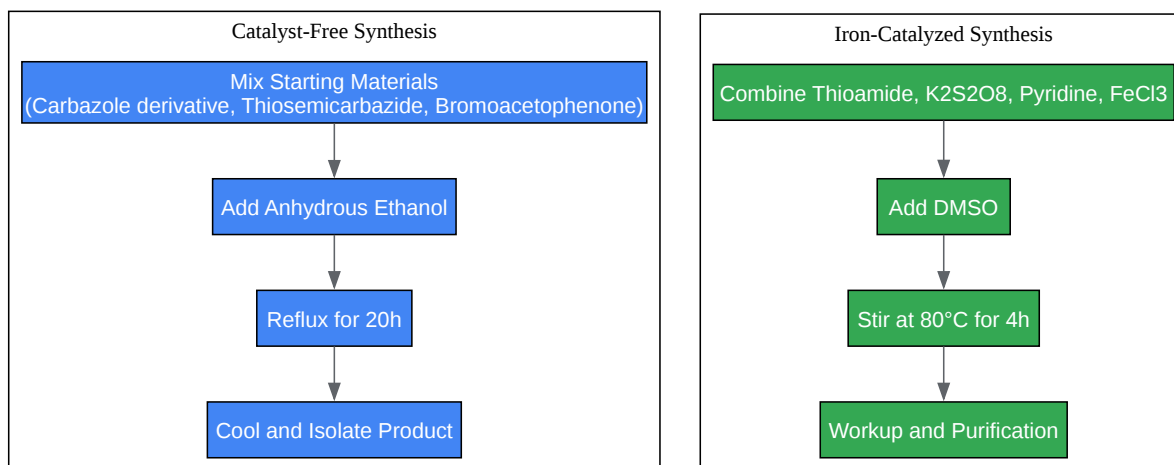 Catalyst-Free Synthesis
Mix Starting Materials
(Carbazole derivative, Thiosemicarbazide, Bromoacetophenone)
Add Anhydrous Ethanol
Reflux for 20h
Cool and Isolate Product
Iron-Catalyzed Synthesis
Combine Thioamide, K2S2O8, Pyridine, FeCl3
Add DMSO
Stir at 80°C for 4h
Workup and Purification